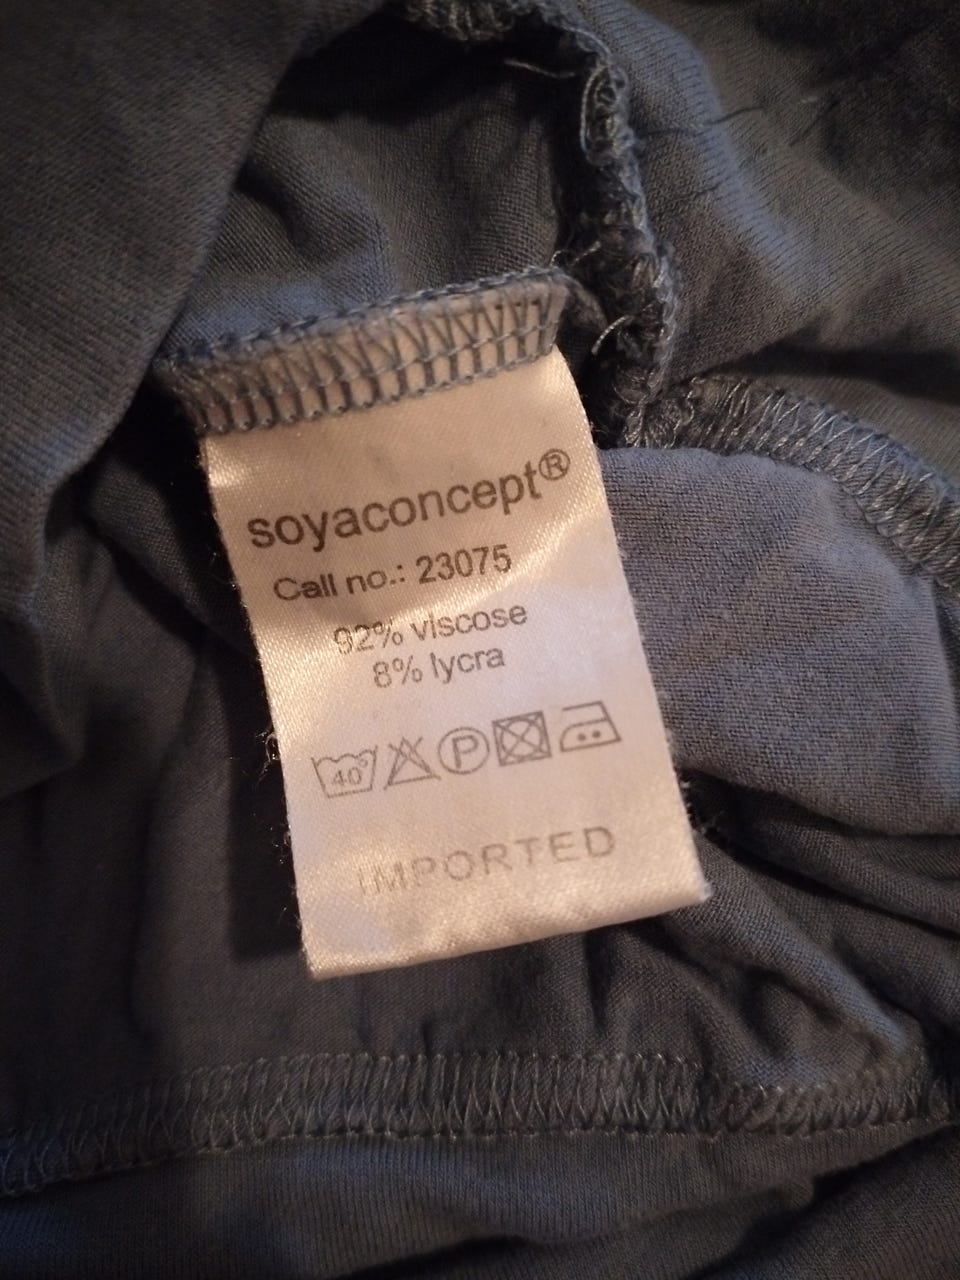 soyaconcept®
Call no.: 23075
92% viscose
8% lycra
40° P
IMPORTED